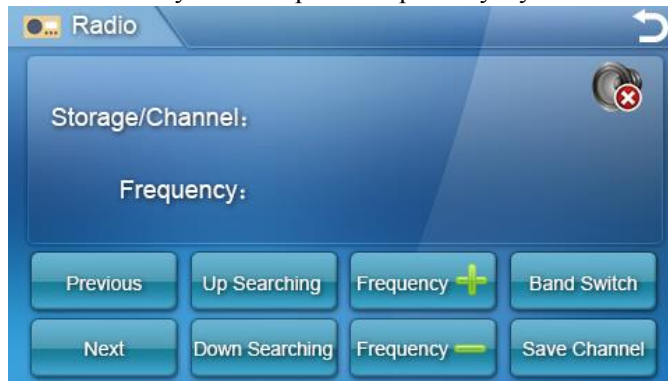 Radio
Storage/Channel:
Frequency:
Previous
Up Searching
Frequency
Band Switch
Next
Down Searching
Frequency
Save Channel